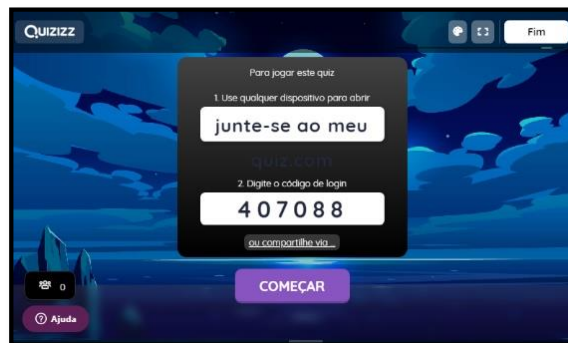 QUIZIZZ
Fim
Para jogar este quiz
1. Use qualquer dispositivo para abrir
junte-se ao meu
quiz.com
2. Digite o código de login
407088
ou compartilhe via ...
0
COMEÇAR
Ajuda